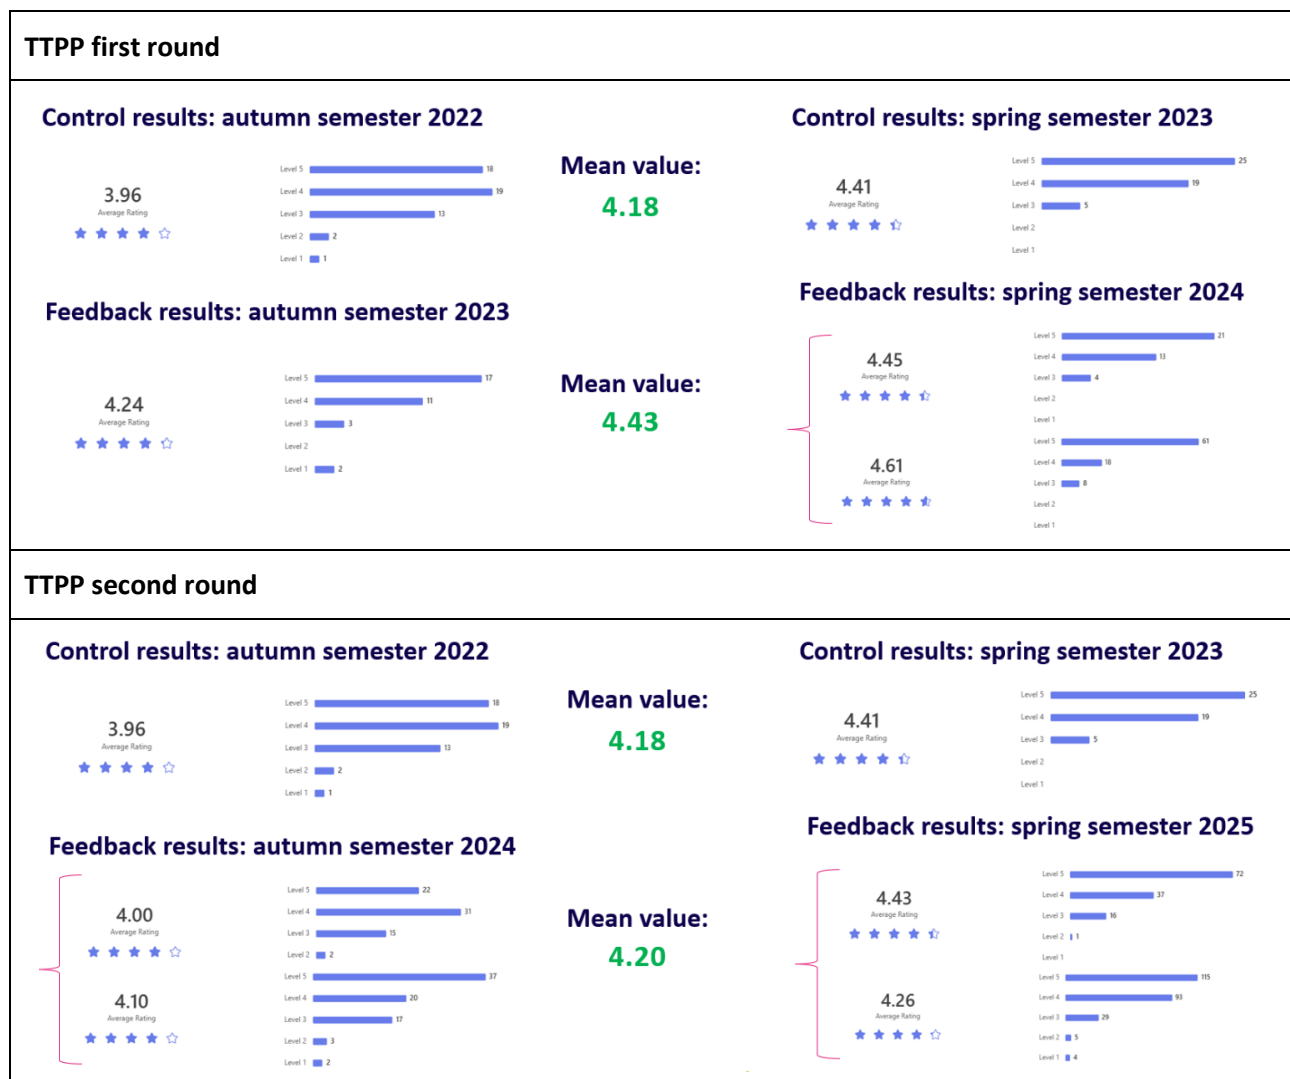 TTPP first round
Control results: autumn semester 2022
3.96
Average Rating
Level 5 18
Level 4 19
Level 3 13
Level 2 2
Level 1 1
Mean value:
4.18
Control results: spring semester 2023
4.41
Average Rating
Level 5 25
Level 4 19
Level 3 5
Level 2
Level 1
Feedback results: autumn semester 2023
4.24
Average Rating
Level 5 17
Level 4 11
Level 3 3
Level 2
Level 1 2
Mean value:
4.43
Feedback results: spring semester 2024
4.45
Average Rating
Level 5 21
Level 4 13
Level 3 4
Level 2
Level 1
4.61
Average Rating
Level 5 61
Level 4 18
Level 3 8
Level 2
Level 1
TTPP second round
Control results: autumn semester 2022
3.96
Average Rating
Level 5 18
Level 4 19
Level 3 13
Level 2 2
Level 1 1
Mean value:
4.18
Control results: spring semester 2023
4.41
Average Rating
Level 5 25
Level 4 19
Level 3 5
Level 2
Level 1
Feedback results: autumn semester 2024
4.00
Average Rating
Level 5 22
Level 4 31
Level 3 15
Level 2 2
4.10
Average Rating
Level 5 37
Level 4 20
Level 3 17
Level 2 3
Level 1 2
Mean value:
4.20
Feedback results: spring semester 2025
4.43
Average Rating
Level 5 72
Level 4 37
Level 3 16
Level 2 1
Level 1
4.26
Average Rating
Level 5 115
Level 4 93
Level 3 29
Level 2 5
Level 1 4